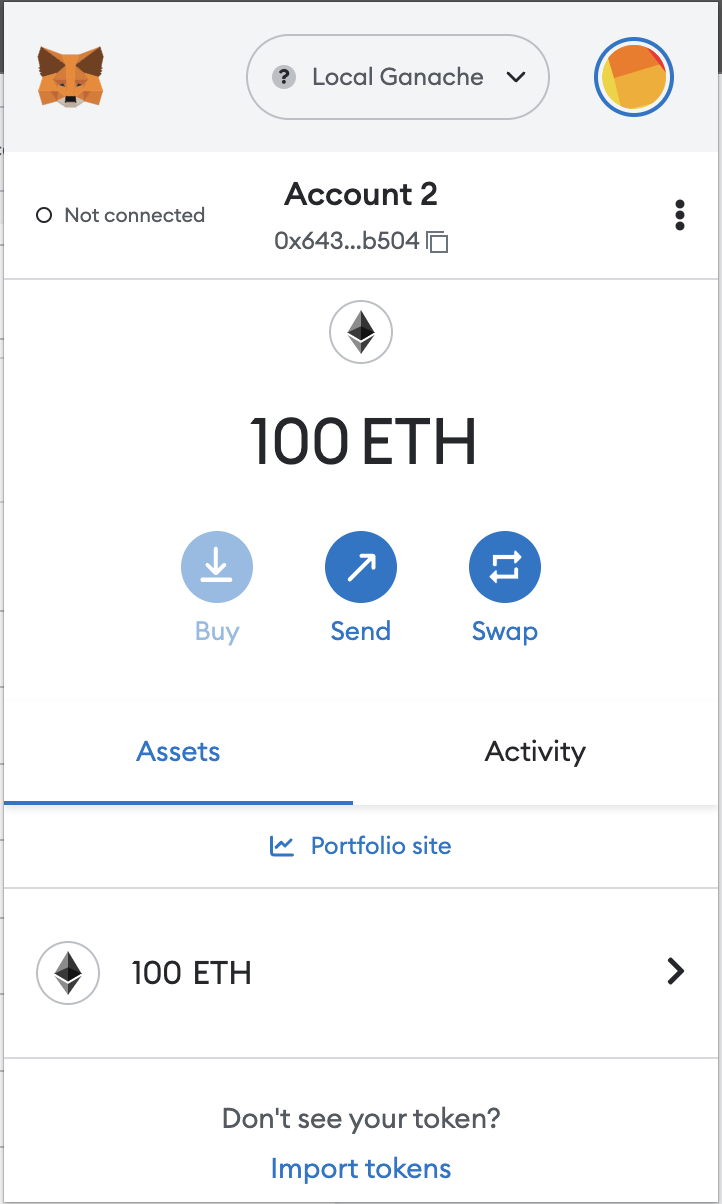 ? Local Ganache
Account 2
Not connected
0x643...b504
100 ETH
Buy Send Swap
Assets Activity
Portfolio site
100 ETH
Don't see your token?
Import tokens